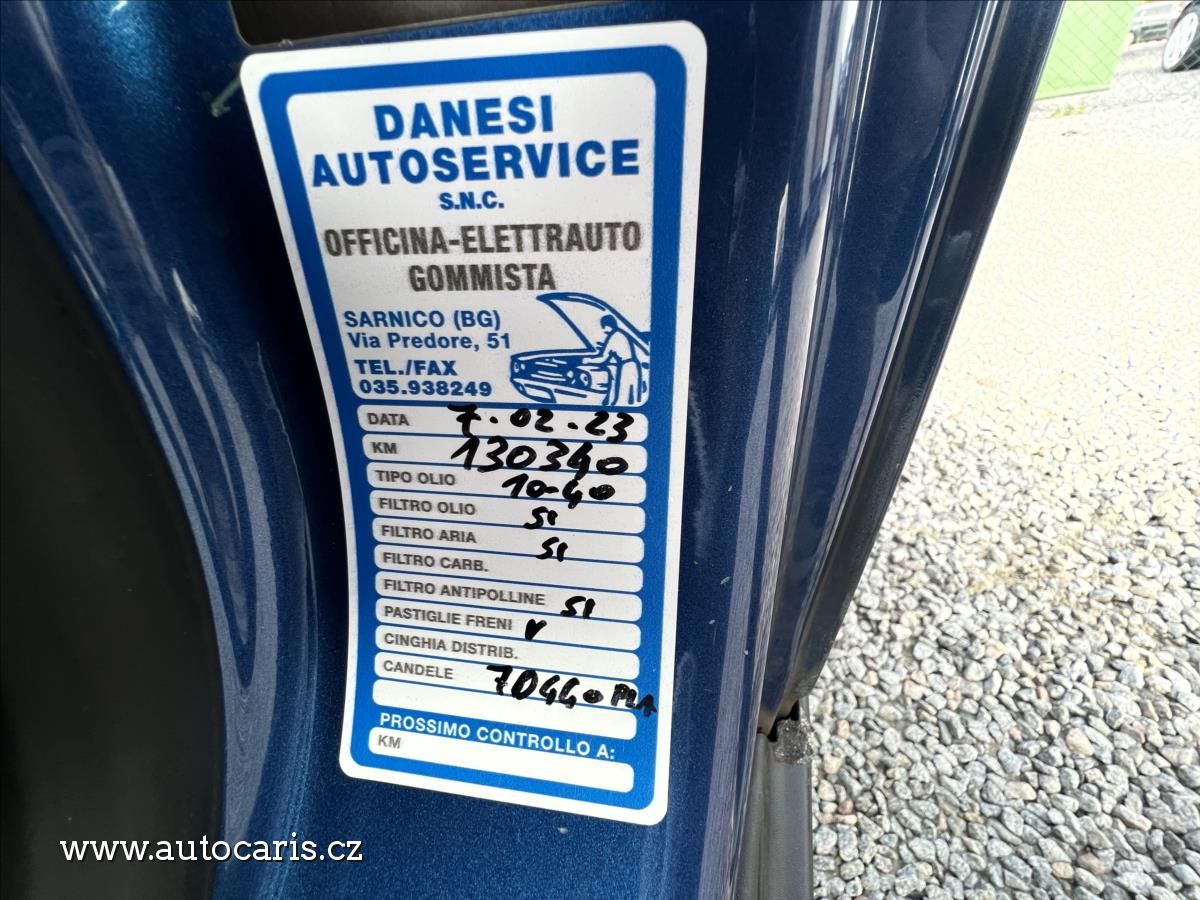 DANESI
AUTOSERVICE
S.N.C.
OFFICINA-ELETTRAUTO
GOMMISTA
SARNICO (BG)
Via Predore, 51
TEL./FAX
035.938249
DATA 7.02.23
KM 130340
TIPO OLIO 10-40
FILTRO OLIO SI
FILTRO ARIA SI
FILTRO CARB.
FILTRO ANTIPOLLINE SI
PASTIGLIE FRENI V
CINGHIA DISTRIB.
CANDELE
PROSSIMO CONTROLLO A:
KM
www.autocaris.cz